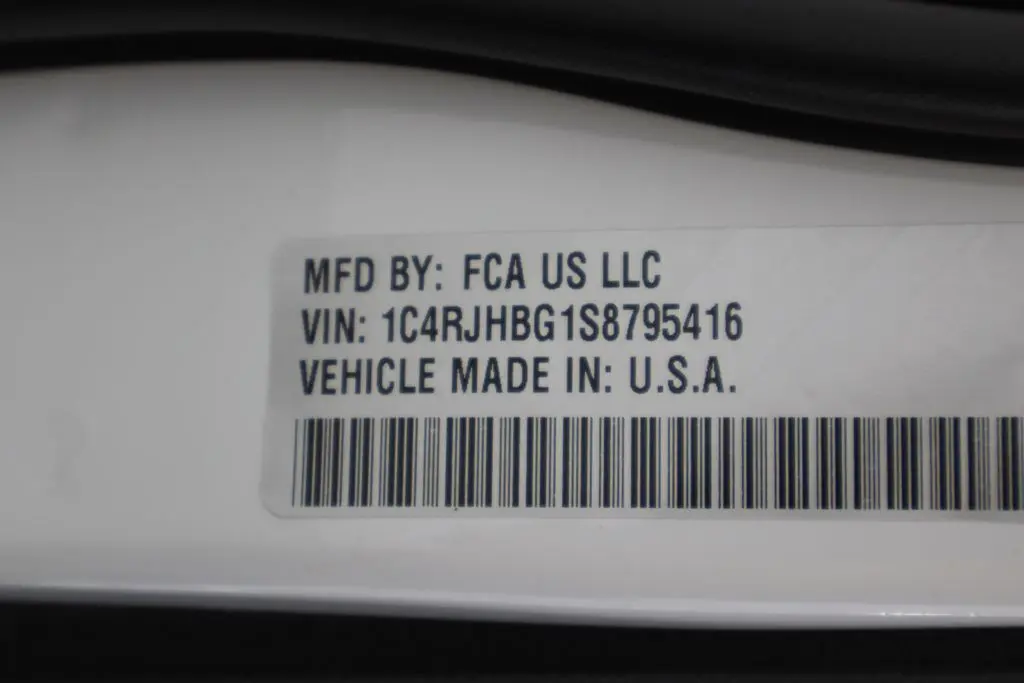 MFD BY: FCA US LLC
VIN: 1C4RJHBG1S8795416
VEHICLE MADE IN: U.S.A.